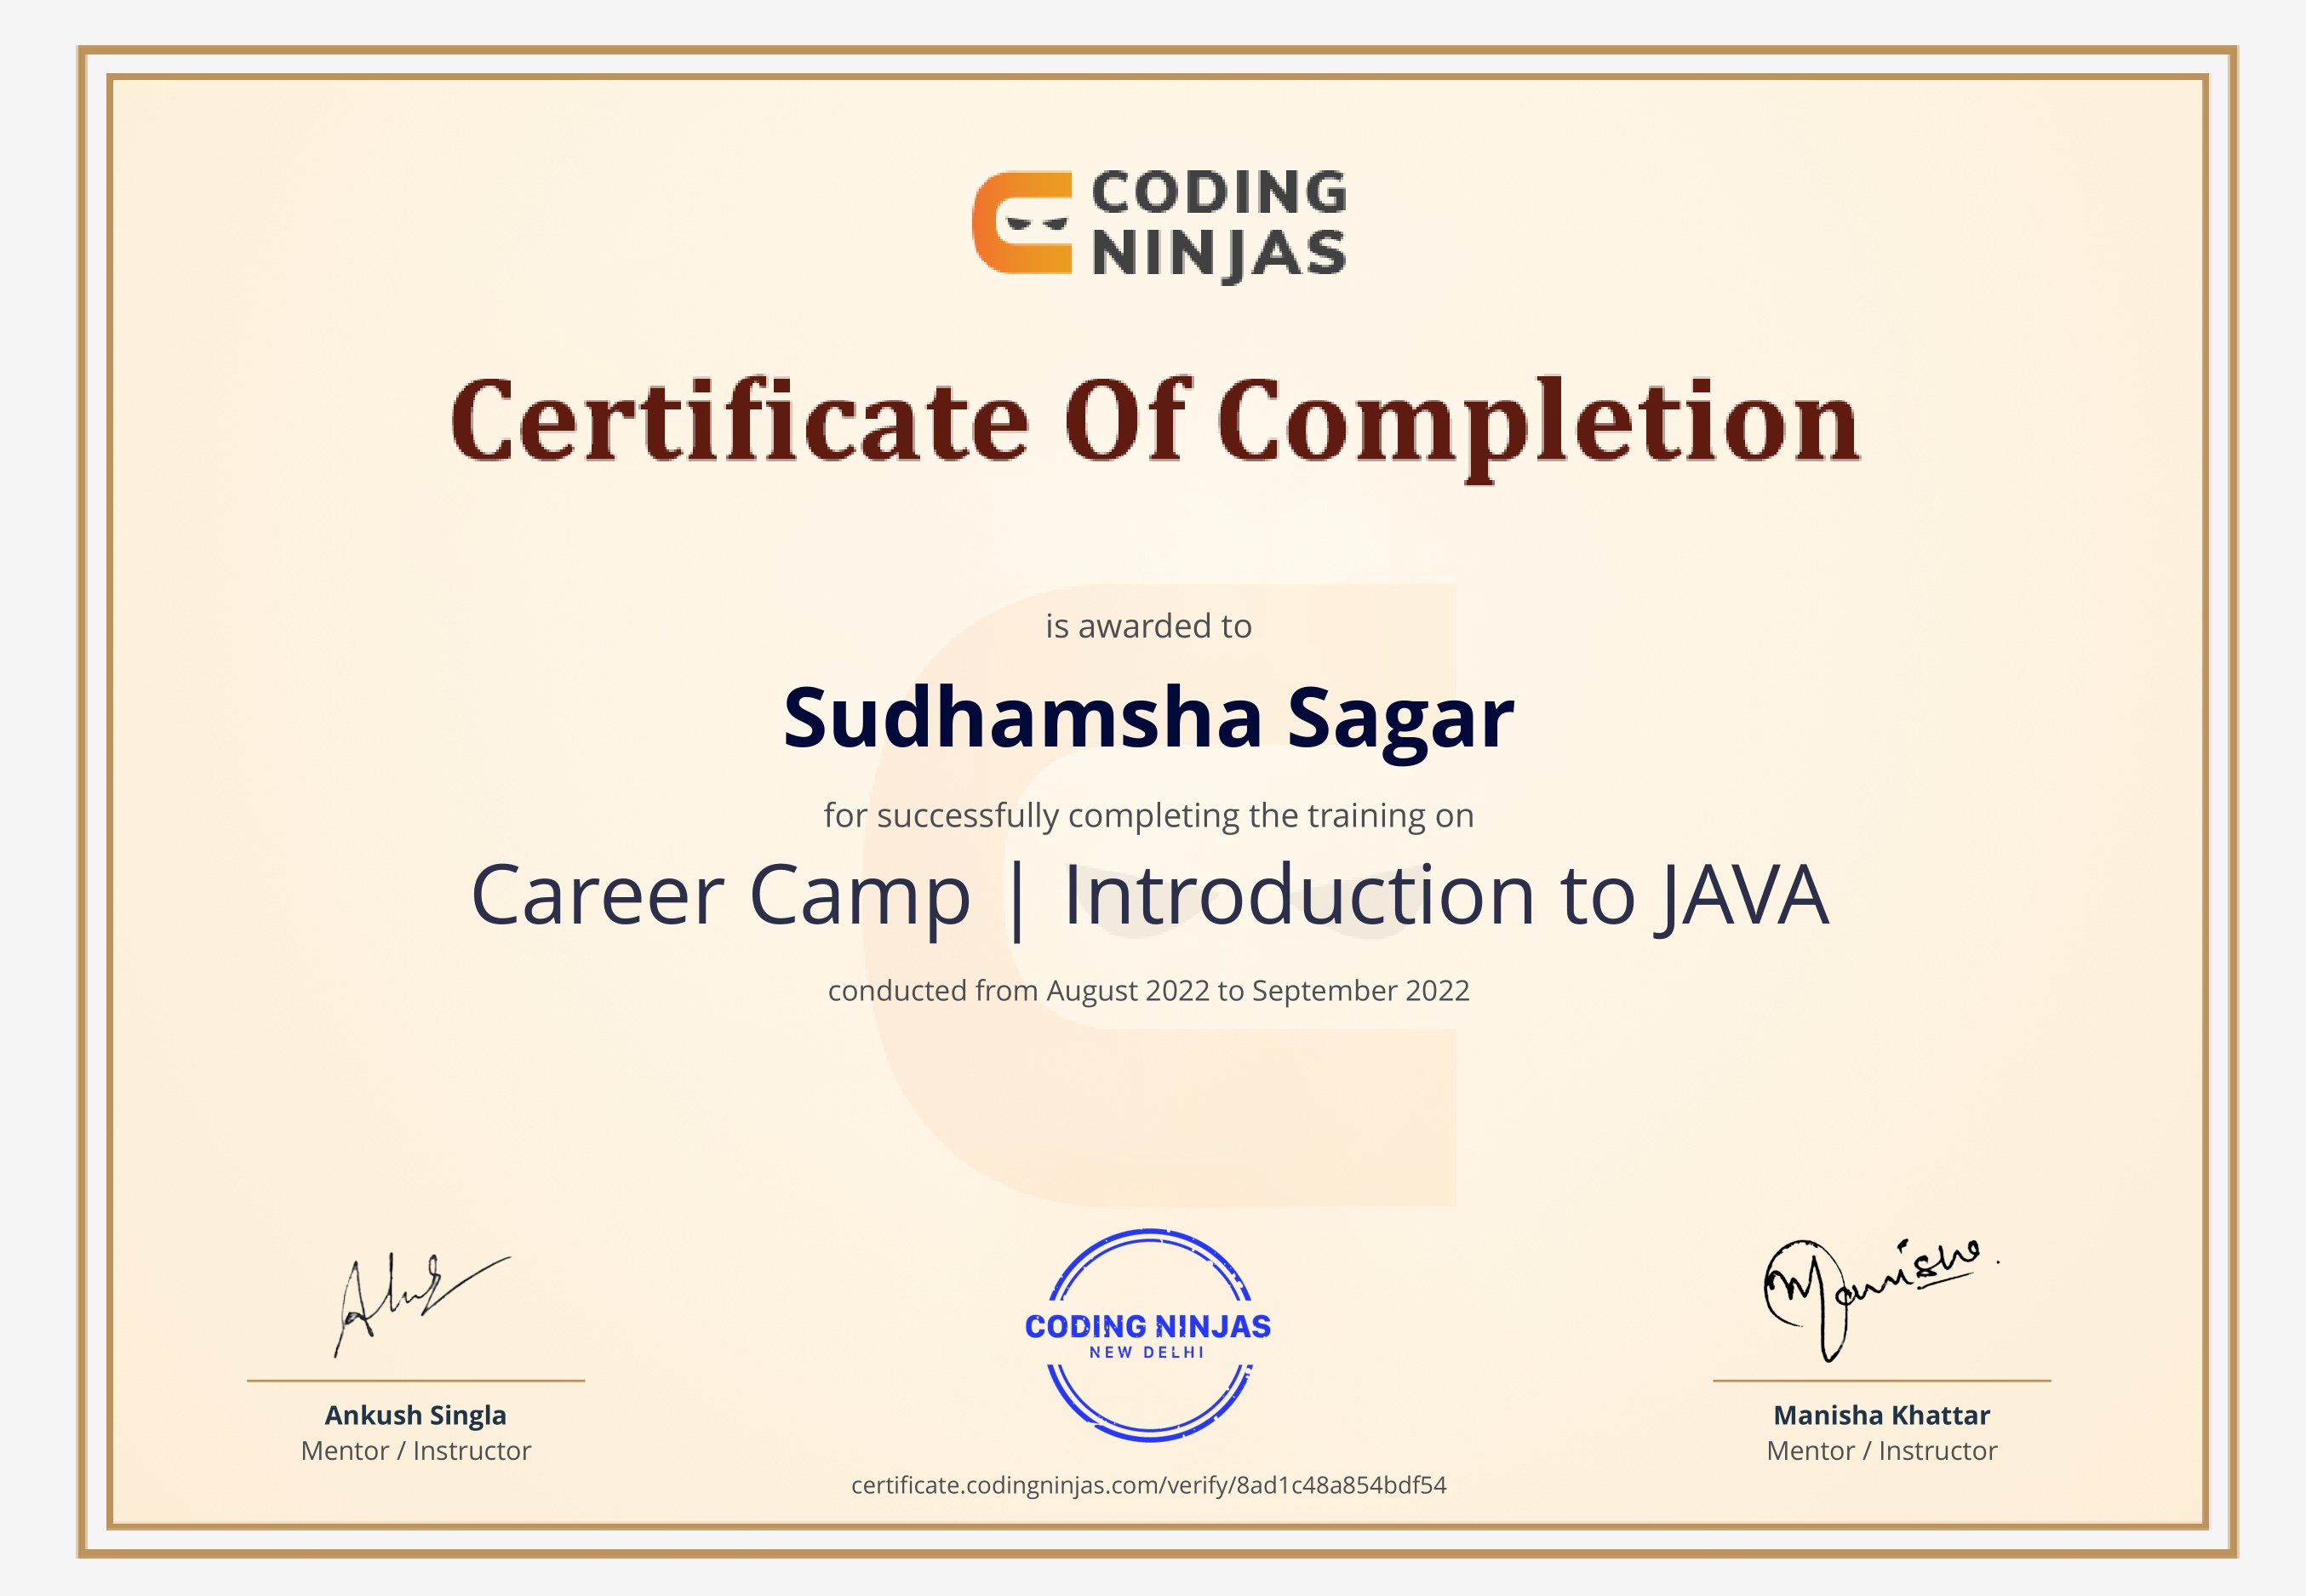 CODING
NINJAS
Certificate Of Completion
is awarded to
Sudhamsha Sagar
for successfully completing the training on
Career Camp | Introduction to JAVA
conducted from August 2022 to September 2022
Manisha.
CODING NINJAS
NEW DELHI
Ankush Singla
Mentor / Instructor
Manisha Khattar
Mentor / Instructor
certificate.codingninjas.com/verify/8ad1c48a854bdf54